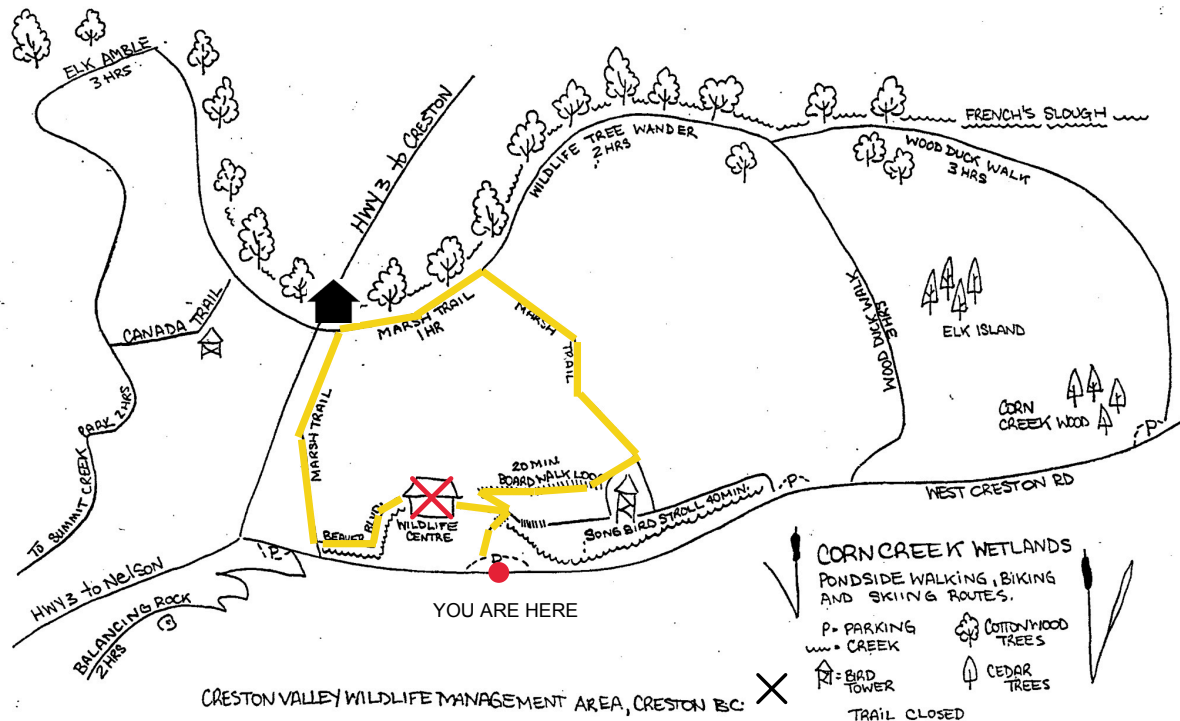 ELK AMBLE
3 HRS
HWY 3 to CRESTON
FRENCH'S SLOUGH
WILDLIFE TREE WANDER
2 HRS
WOOD DUCK WALK
3 HRS
CANADA TRAIL
MARSH TRAIL
1 HR
MARSH
TRAIL
WOOD DUCK WALK
3 HRS
ELK ISLAND
MARSH TRAIL
CORN
CREEK WOOD
P
TO SUMMIT CREEK PARK 2 HRS
20 MIN.
BOARDWALK LOOP
BEAVER BLVD.
WILDLIFE
CENTRE
SONGBIRD STROLL 40 MIN.
P
WEST CRESTON RD
P
P
HWY 3 to NELSON
BALANCING ROCK
2 HRS
YOU ARE HERE
CORN CREEK WETLANDS
PONDSIDE WALKING, BIKING
AND SKIING ROUTES.
P = PARKING
= CREEK
= BIRD
TOWER
COTTONWOOD
TREES
CEDAR
TREES
TRAIL CLOSED
CRESTON VALLEY WILDLIFE MANAGEMENT AREA, CRESTON BC.